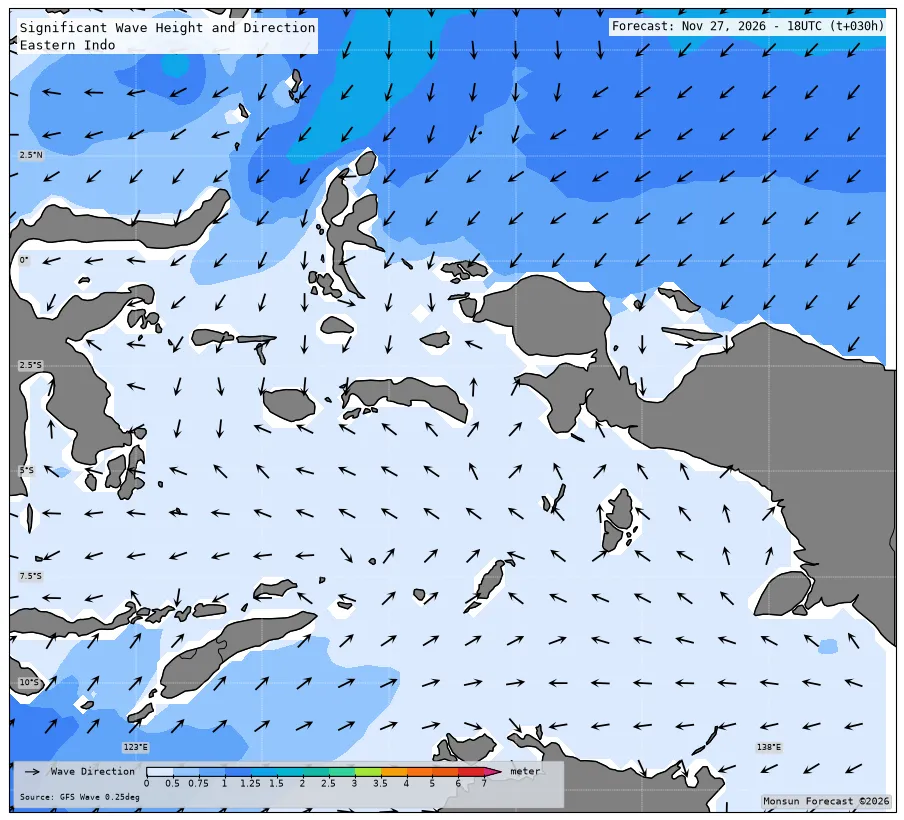 Significant Wave Height and Direction
Eastern Indo
Forecast: Nov 27, 2026 - 18UTC (t+030h)
2.5°N
0°
2.5°S
5°S
7.5°S
10°S
123°E
138°E
Wave Direction
meter
0 0.5 0.75 1 1.25 1.5 2 2.5 3 3.5 4 5 6 7
Source: GFS Wave 0.25deg
Monsun Forecast ©2026